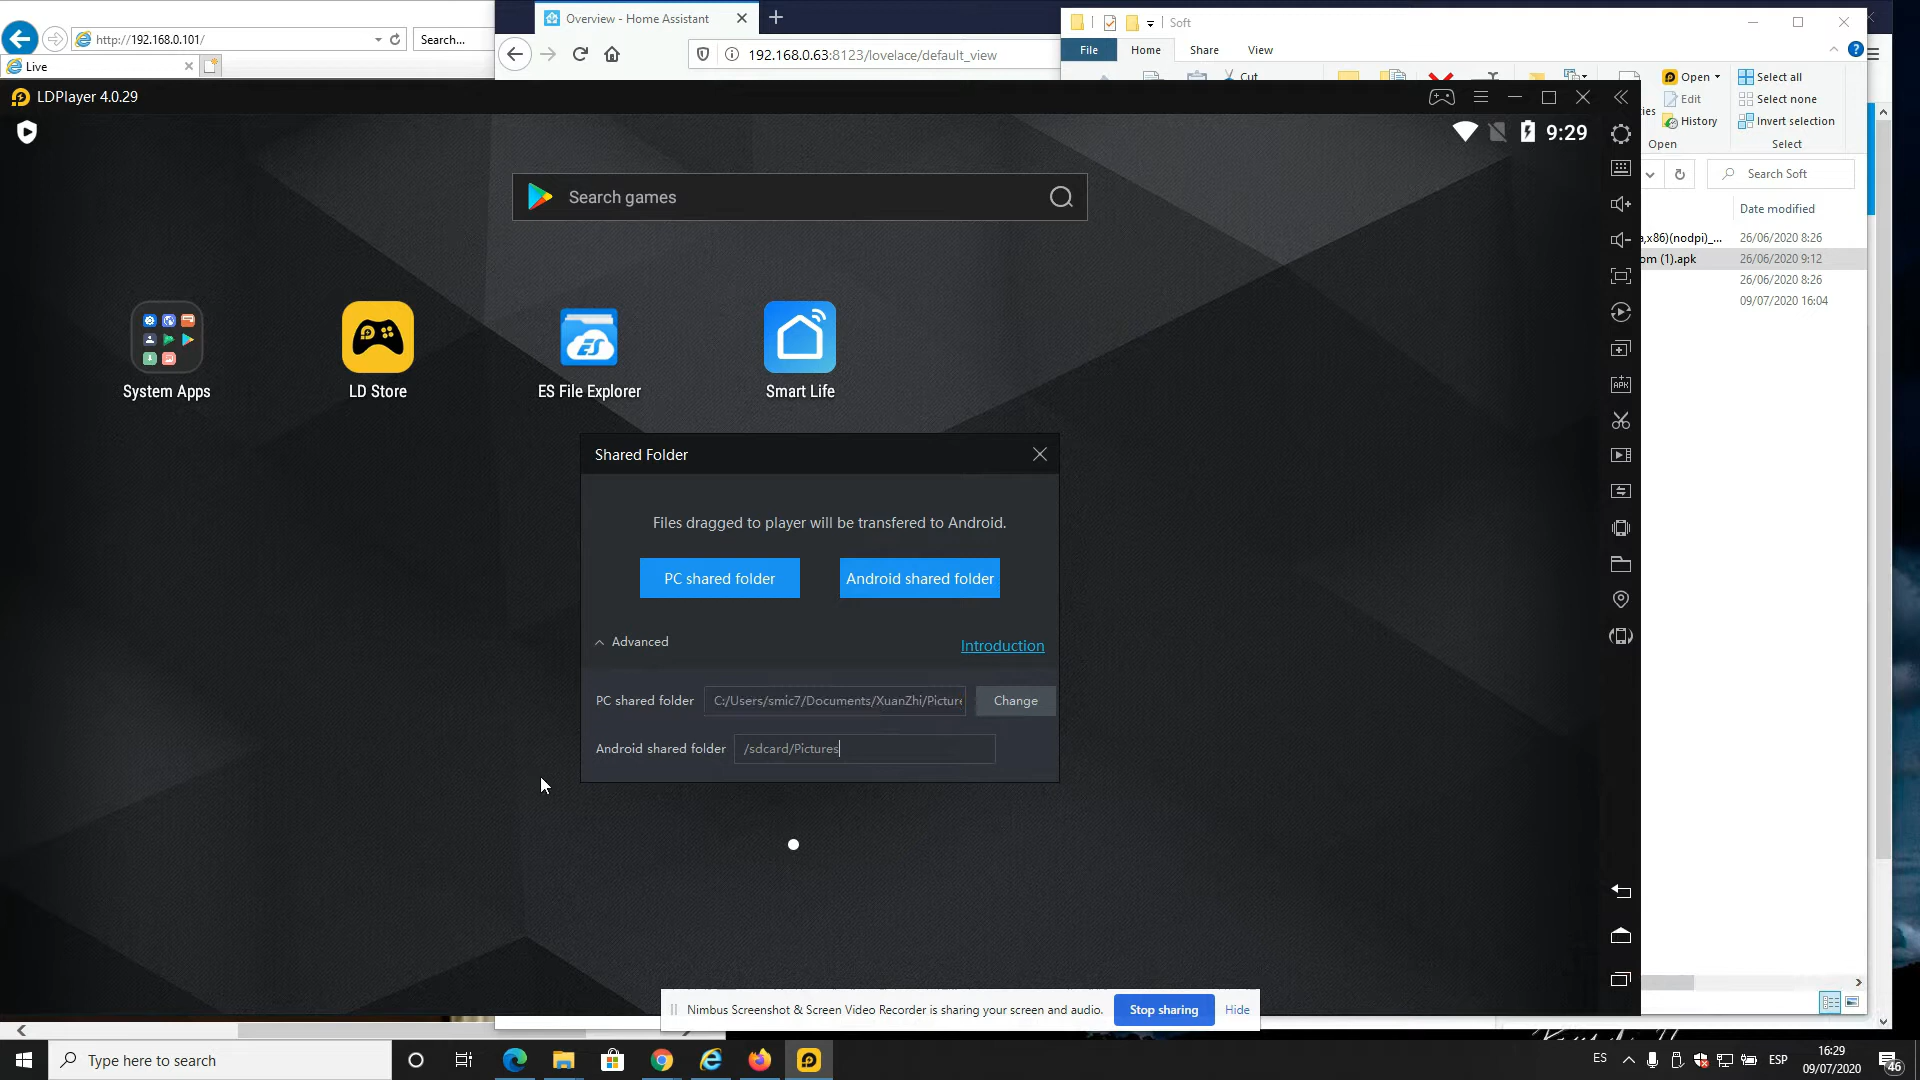 http://192.168.0.101/
Search...
Live
Overview - Home Assistant
192.168.0.63:8123/lovelace/default_view
Soft
File
Home
Share
View
Cut
Open
Edit
History
Open
Select all
Select none
Invert selection
Select
Search Soft
Date modified
a,x86)(nodpi)_...
26/06/2020 8:26
om (1).apk
26/06/2020 9:12
26/06/2020 8:26
09/07/2020 16:04
LDPlayer 4.0.29
9:29
Search games
System Apps
LD Store
ES File Explorer
Smart Life
Shared Folder
Files dragged to player will be transfered to Android.
PC shared folder
Android shared folder
Advanced
Introduction
PC shared folder
C:/Users/smic7/Documents/XuanZhi/Picture
Change
Android shared folder
/sdcard/Pictures
Nimbus Screenshot & Screen Video Recorder is sharing your screen and audio.
Stop sharing
Hide
Type here to search
ES
ESP
16:29
09/07/2020
46